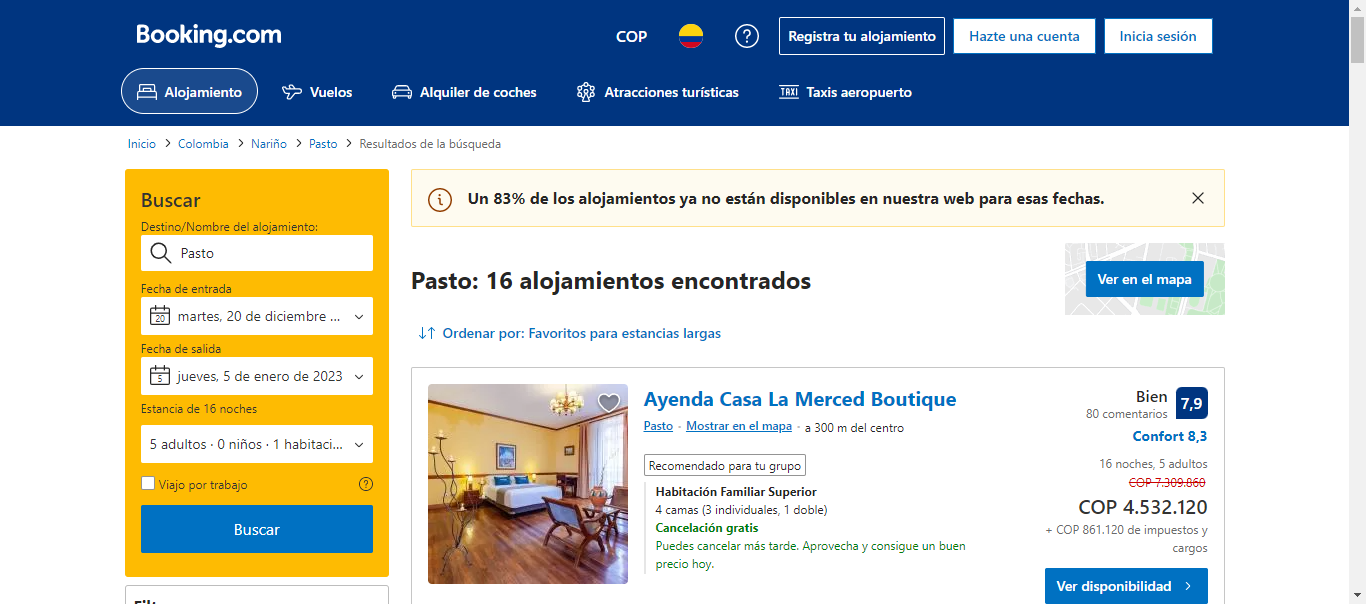 Booking.com
COP
Registra tu alojamiento
Hazte una cuenta
Inicia sesión
Alojamiento
Vuelos
Alquiler de coches
Atracciones turísticas
TAXI
Taxis aeropuerto
Inicio
Colombia
Nariño
Pasto
Resultados de la búsqueda
Buscar
Destino/Nombre del alojamiento:
Pasto
Fecha de entrada
20
martes, 20 de diciembre ...
Fecha de salida
5
jueves, 5 de enero de 2023
Estancia de 16 noches
5 adultos · 0 niños · 1 habitaci...
Viajo por trabajo
Buscar
Un 83% de los alojamientos ya no están disponibles en nuestra web para esas fechas.
Pasto: 16 alojamientos encontrados
Ver en el mapa
Ordenar por: Favoritos para estancias largas
Ayenda Casa La Merced Boutique
Pasto · Mostrar en el mapa · a 300 m del centro
Recomendado para tu grupo
Habitación Familiar Superior
4 camas (3 individuales, 1 doble)
Cancelación gratis
Puedes cancelar más tarde. Aprovecha y consigue un buen
precio hoy.
Bien
7,9
80 comentarios
Confort 8,3
16 noches, 5 adultos
COP 7.309.860
COP 4.532.120
+ COP 861.120 de impuestos y
cargos
Ver disponibilidad